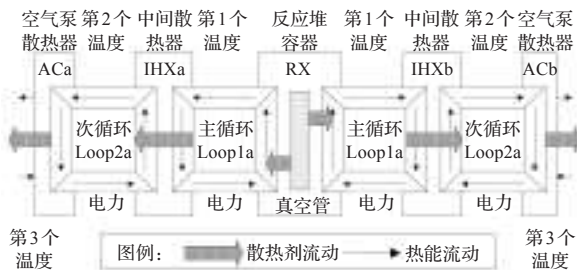 空气泵 第2个 中间散 第1个 反应堆 第1个 中间散 第2个 空气泵
散热器 温度 热器 温度 容器 温度 热器 温度 散热器
ACa IHXa RX IHXb ACb
次循环 主循环 主循环 次循环
Loop2a Loop1a Loop1a Loop2a
电力 电力 真空管 电力 电力
第3个 第3个
温度 温度
图例： 散热剂流动 热能流动